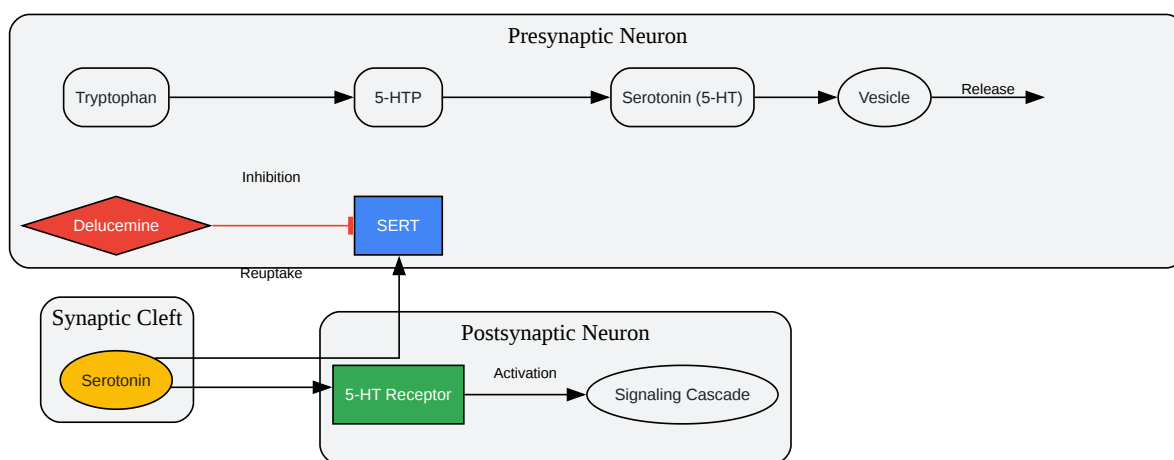 Presynaptic Neuron
Tryptophan
5-HTP
Serotonin (5-HT)
Vesicle
Release
Inhibition
Delucemine
SERT
Reuptake
Synaptic Cleft
Serotonin
Postsynaptic Neuron
5-HT Receptor
Activation
Signaling Cascade